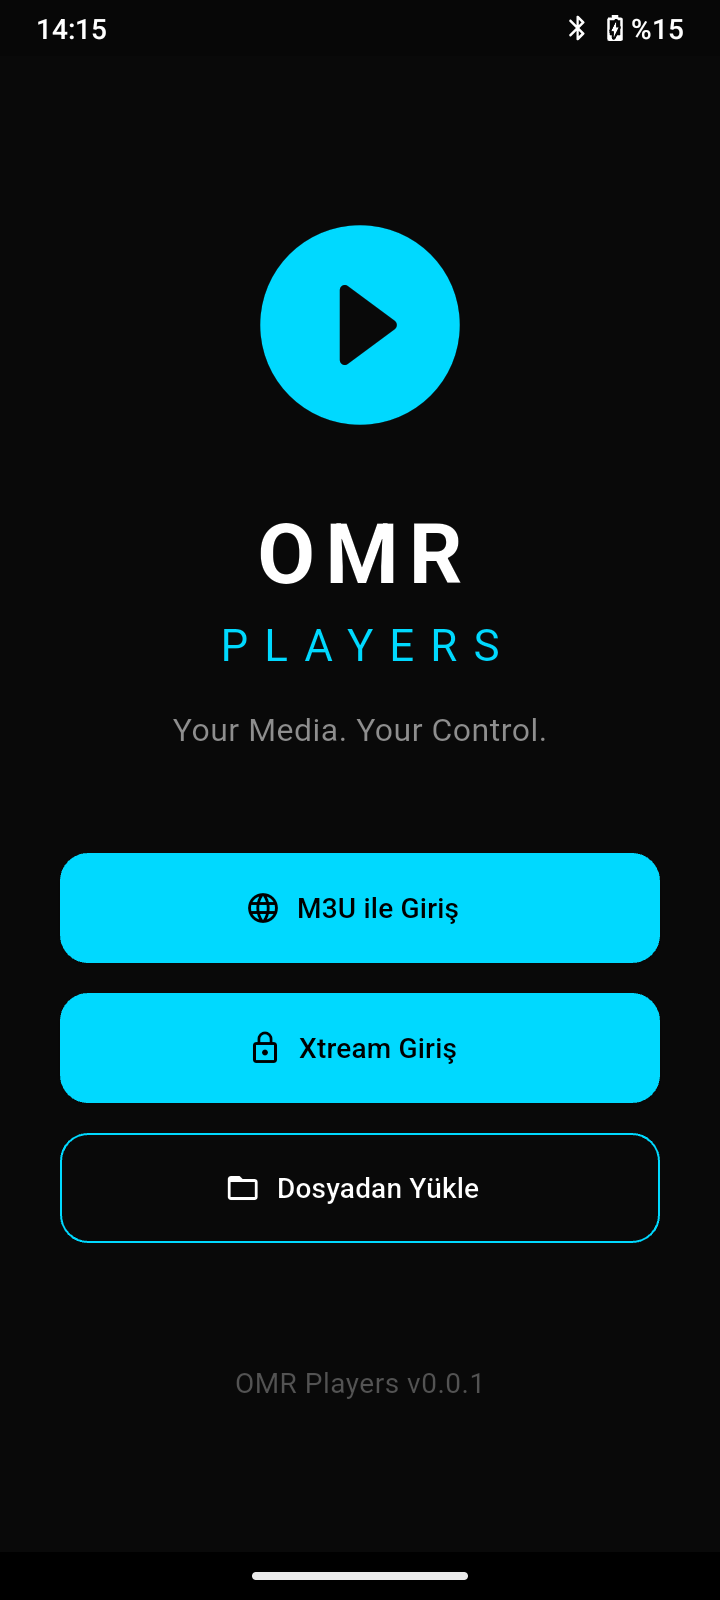 14:15 %15
OMR
PLAYERS
Your Media. Your Control.
M3U ile Giriş
Xtream Giriş
Dosyadan Yükle
OMR Players v0.0.1